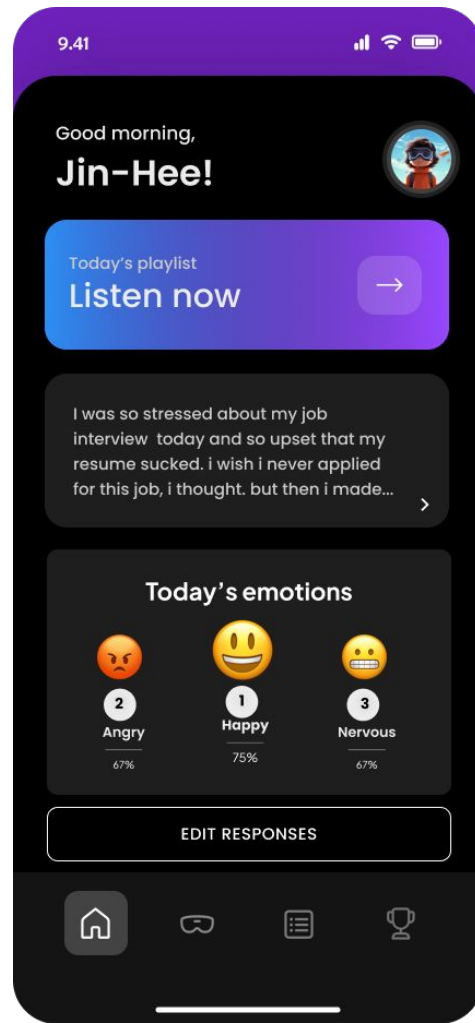 9.41
Good morning,
Jin-Hee!
Today's playlist
Listen now
I was so stressed about my job
interview today and so upset that my
resume sucked. i wish i never applied
for this job, i thought. but then i made...
Today's emotions
2
Angry
67%
1
Happy
75%
3
Nervous
67%
EDIT RESPONSES